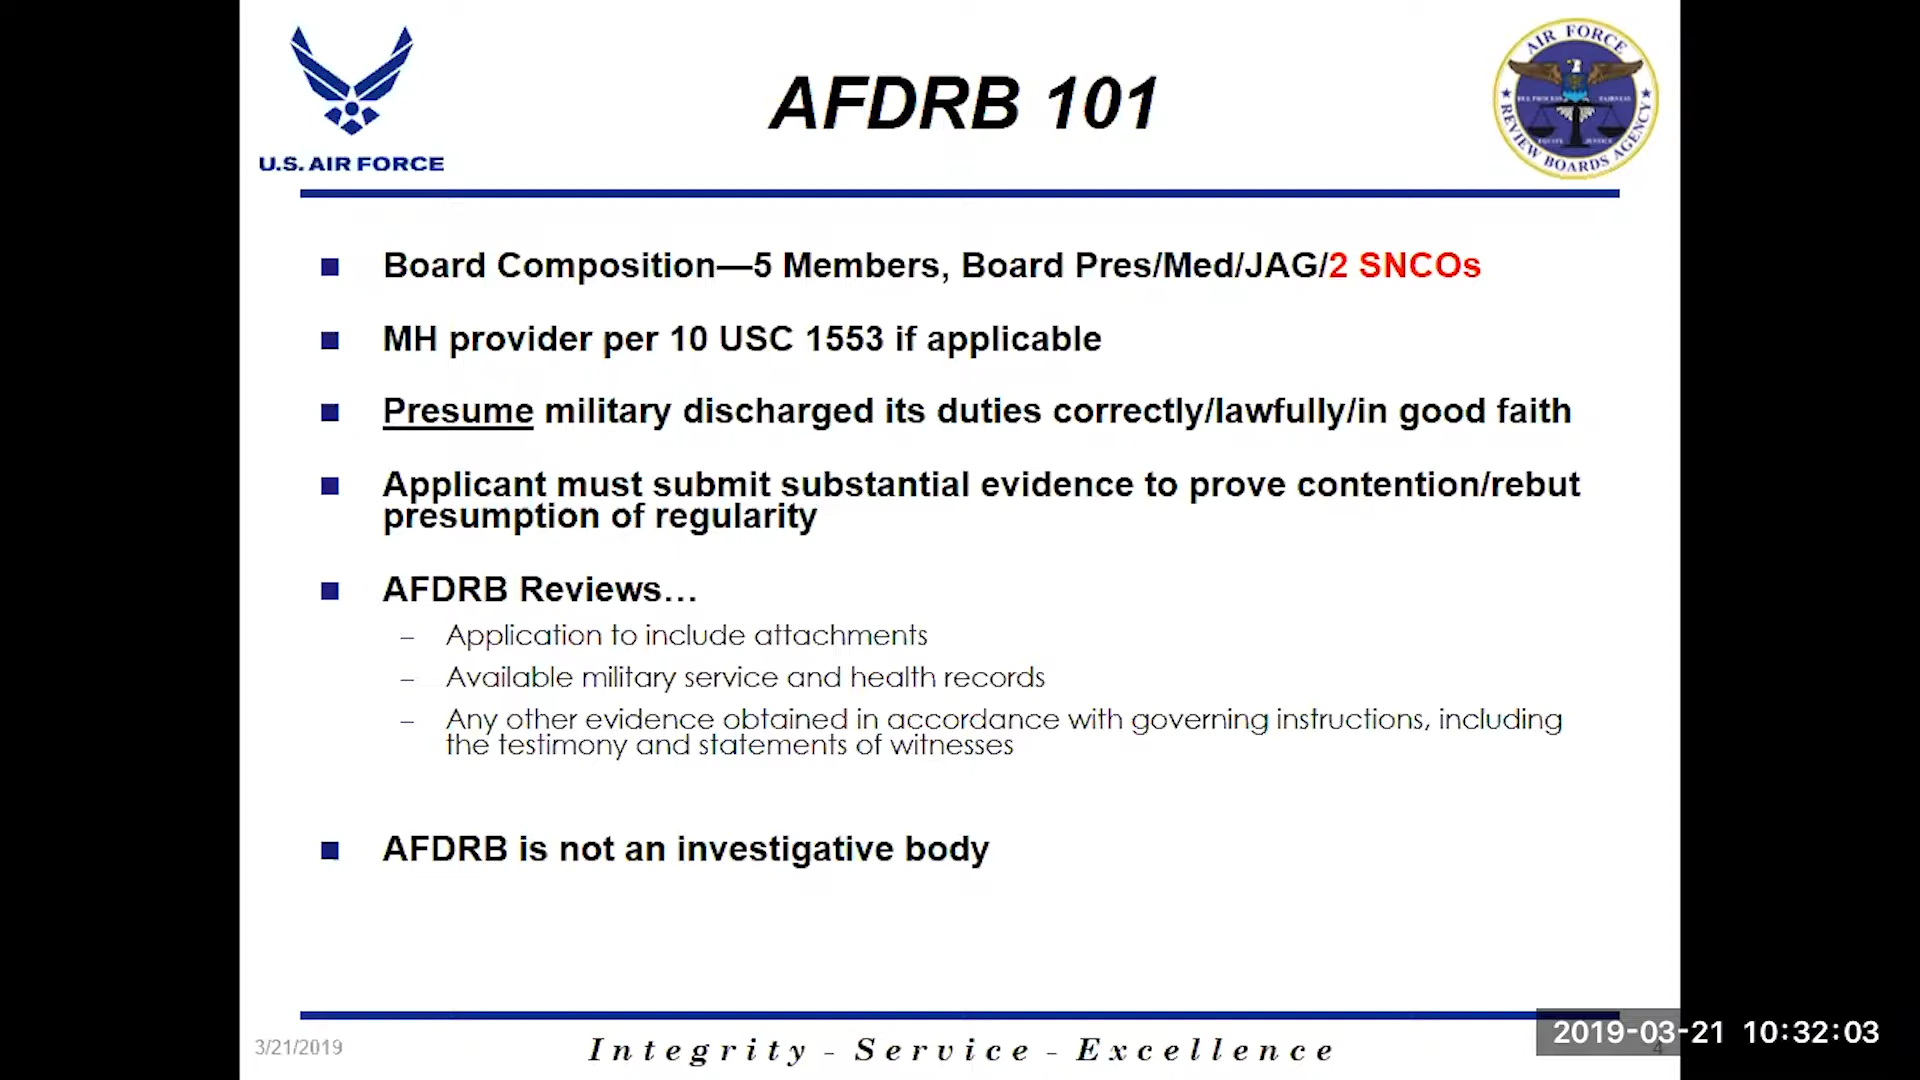 U.S. AIR FORCE
AFDRB 101
AIR FORCE
REVIEW BOARDS AGENCY
Board Composition—5 Members, Board Pres/Med/JAG/2 SNCOs
MH provider per 10 USC 1553 if applicable
Presume military discharged its duties correctly/lawfully/in good faith
Applicant must submit substantial evidence to prove contention/rebut
presumption of regularity
AFDRB Reviews…
– Application to include attachments
– Available military service and health records
– Any other evidence obtained in accordance with governing instructions, including
the testimony and statements of witnesses
AFDRB is not an investigative body
3/21/2019
Integrity - Service - Excellence
4
2019-03-21 10:32:03